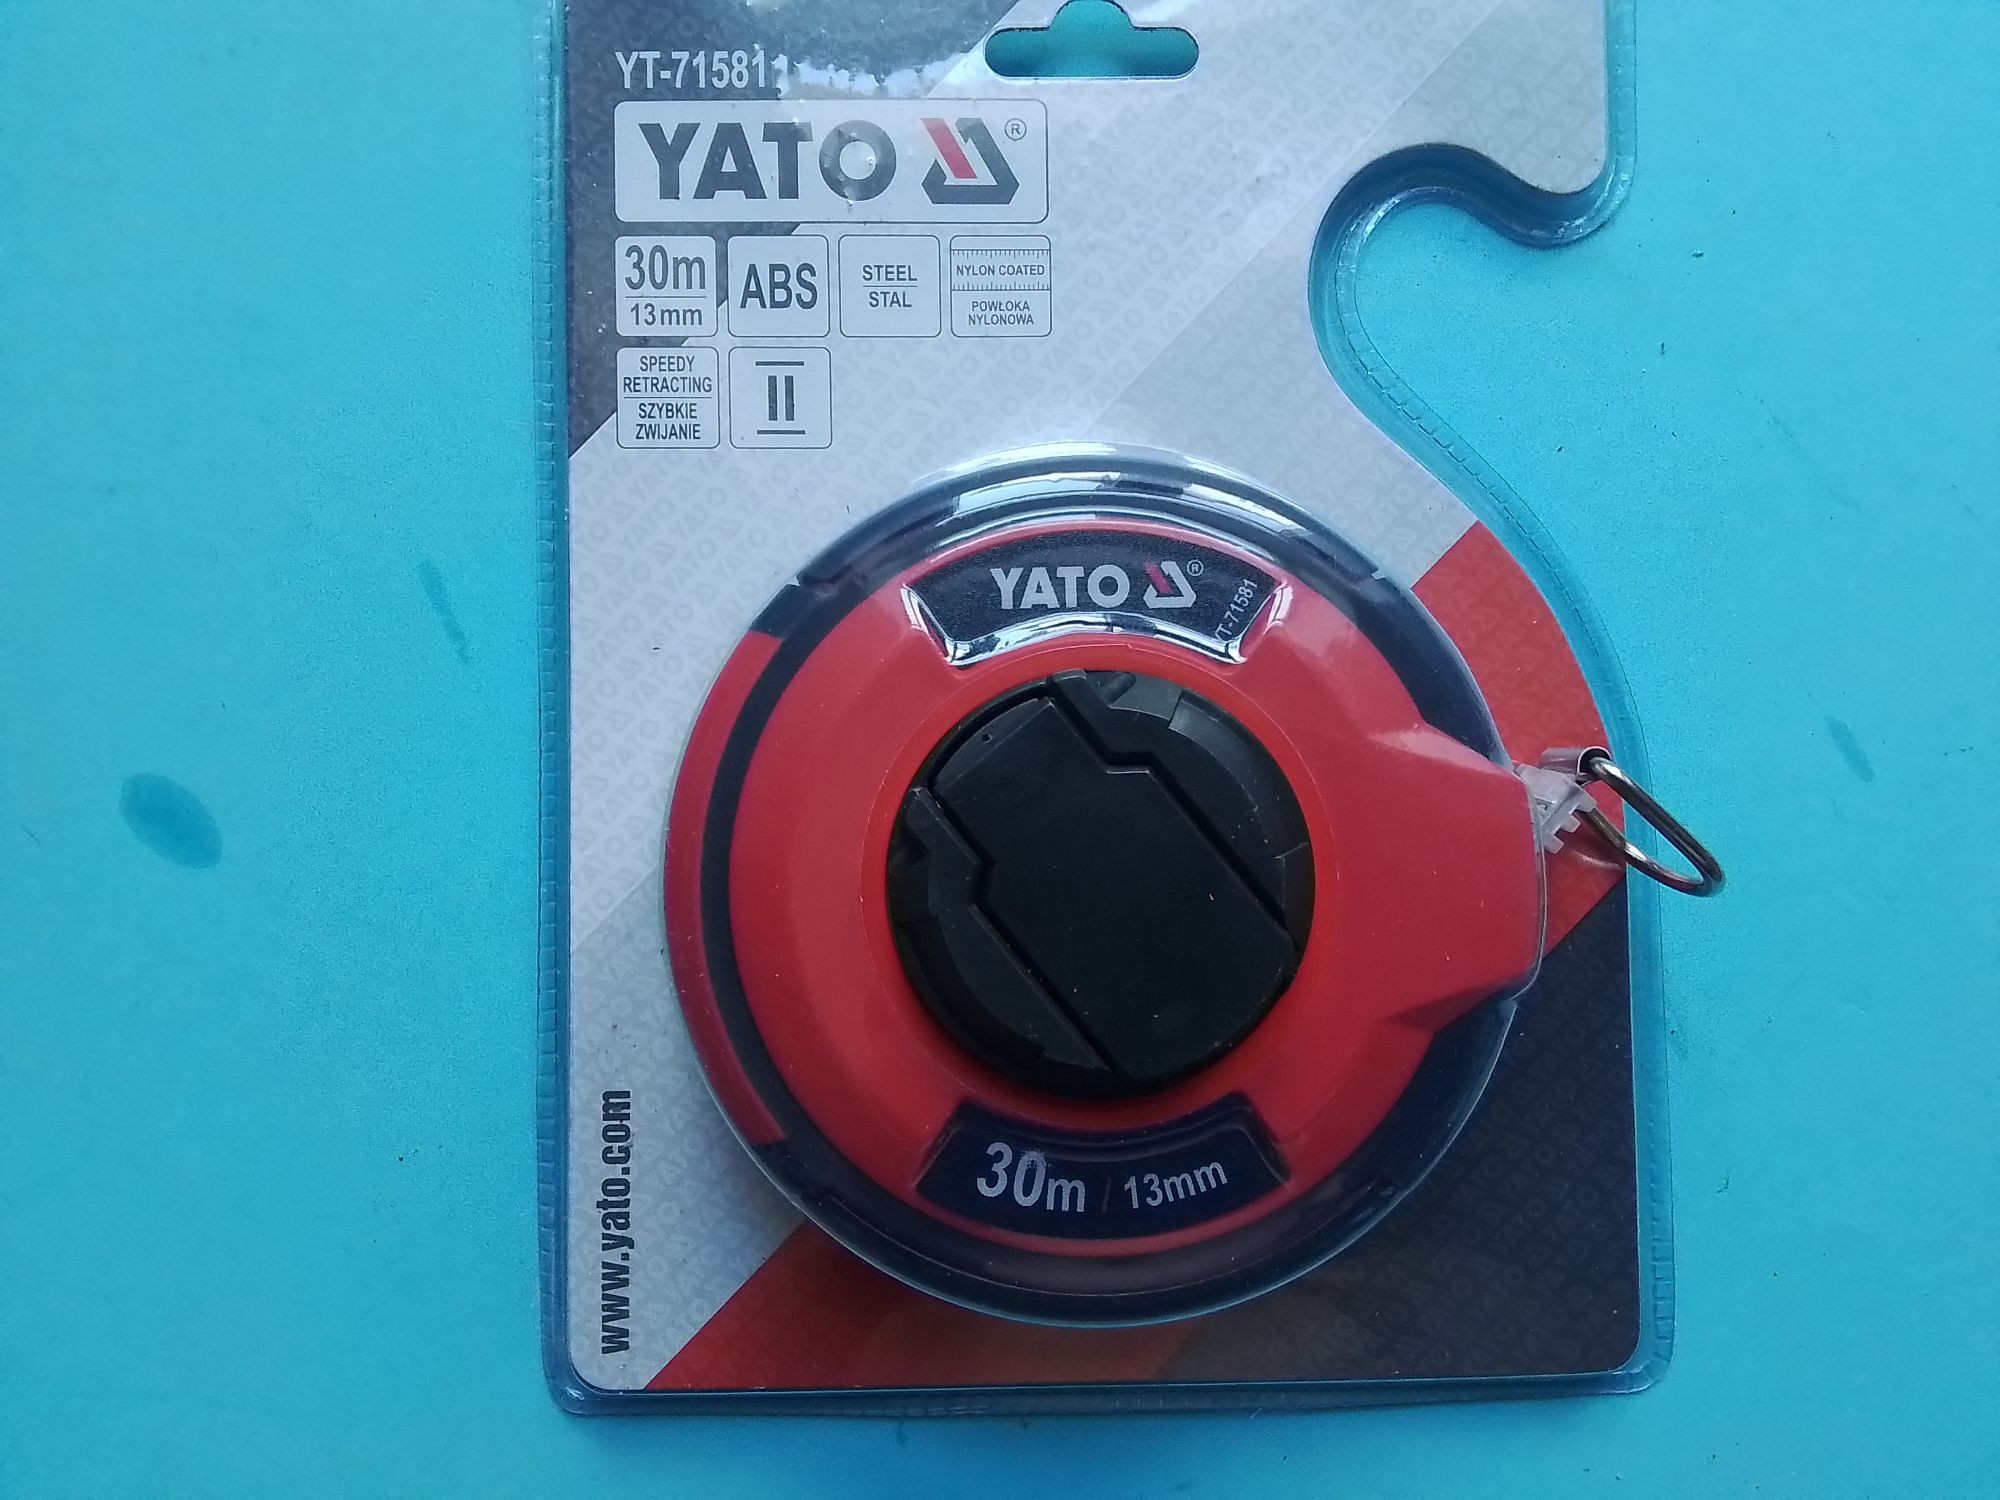 YT-71581
YATO ®
30m
13mm
ABS
STEEL
STAL
NYLON COATED
POWŁOKA
NYLONOWA
SPEEDY
RETRACTING
SZYBKIE
ZWIJANIE
II
YATO ®
YT-71581
30m / 13mm
www.yato.com